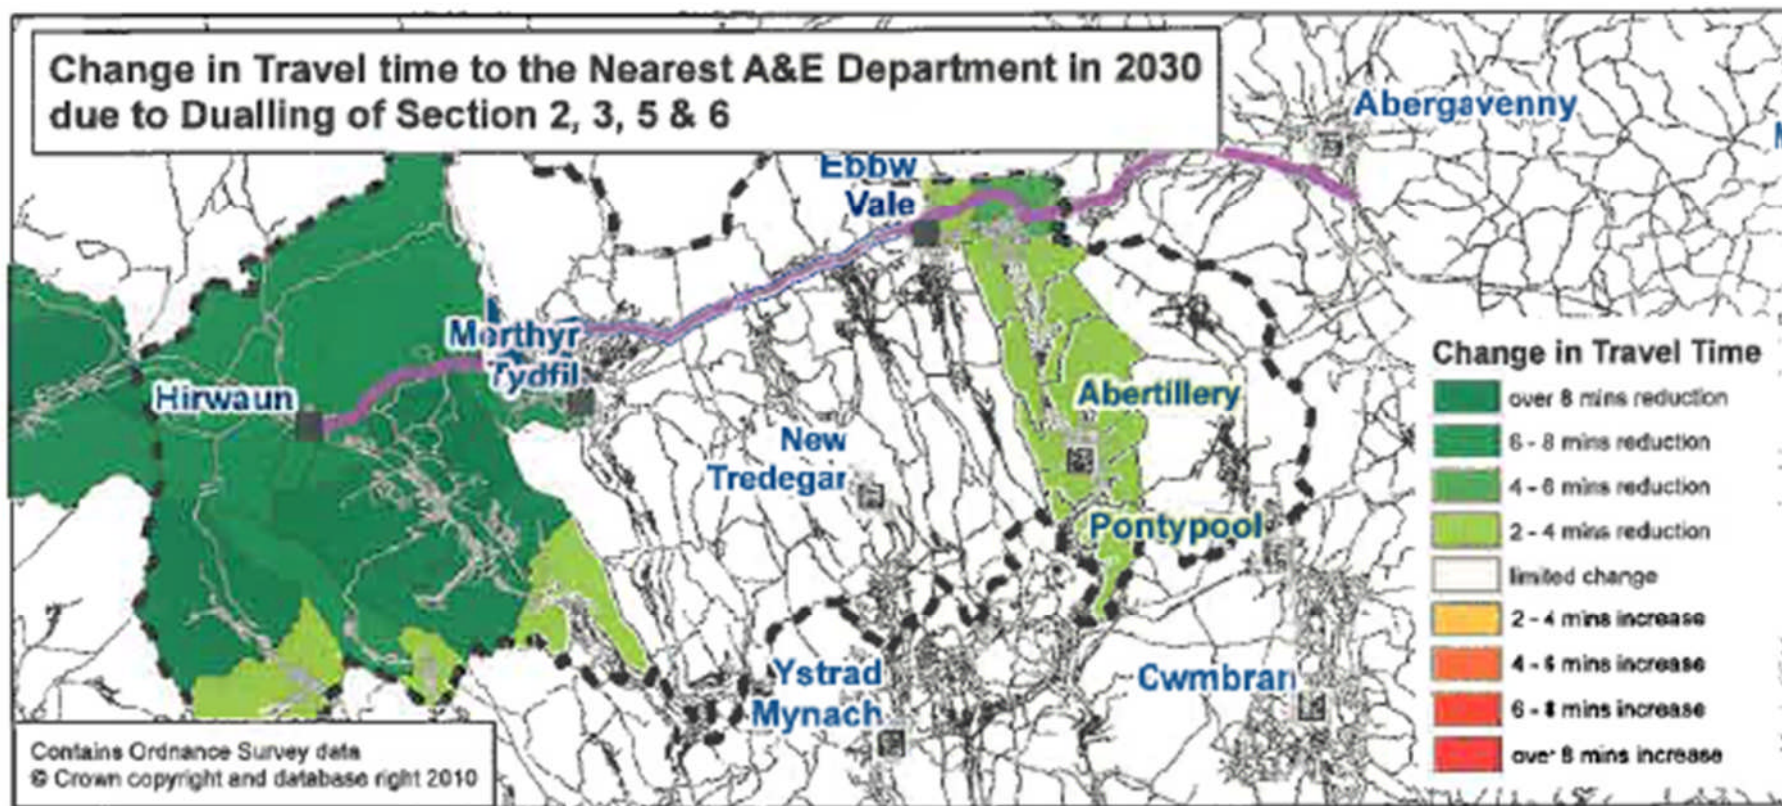 Change in Travel time to the Nearest A&E Department in 2030
due to Dualling of Section 2, 3, 5 & 6
Abergavenny
Ebbw
Vale
Merthyr
Tydfil
Hirwaun
Abertillery
New
Tredegar
Pontypool
Ystrad
Mynach
Cwmbran
Change in Travel Time
over 8 mins reduction
6 - 8 mins reduction
4 - 6 mins reduction
2 - 4 mins reduction
limited change
2 - 4 mins increase
4 - 6 mins increase
6 - 8 mins increase
over 8 mins increase
Contains Ordnance Survey data
© Crown copyright and database right 2010